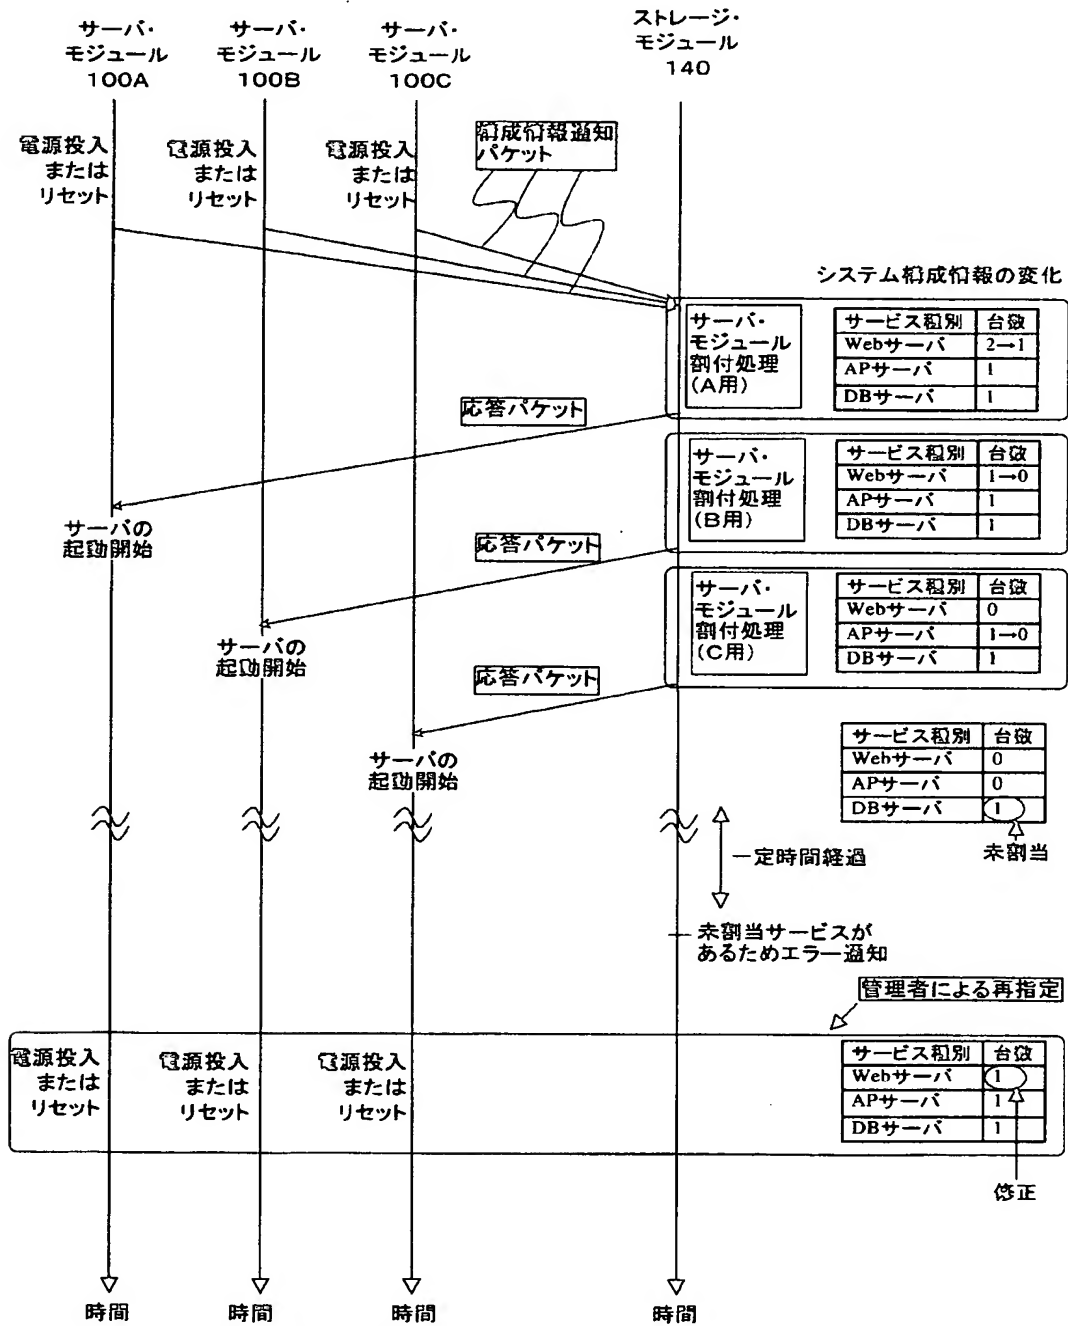 サーバ・
モジュール
100A
サーバ・
モジュール
100B
サーバ・
モジュール
100C
ストレージ・
モジュール
140
電源投入
または
リセット
電源投入
または
リセット
電源投入
または
リセット
構成情報通知
パケット
システム構成情報の変化
サーバ・
モジュール
割付処理
(A用)
サービス種別 台数
Webサーバ 2→1
APサーバ 1
DBサーバ 1
応答パケット
サーバの
起動開始
サーバ・
モジュール
割付処理
(B用)
サービス種別 台数
Webサーバ 1→0
APサーバ 1
DBサーバ 1
応答パケット
サーバの
起動開始
サーバ・
モジュール
割付処理
(C用)
サービス種別 台数
Webサーバ 0
APサーバ 1→0
DBサーバ 1
応答パケット
サーバの
起動開始
サービス種別 台数
Webサーバ 0
APサーバ 0
DBサーバ 1
未割当
一定時間経過
未割当サービスが
あるためエラー通知
管理者による再指定
電源投入
または
リセット
電源投入
または
リセット
電源投入
または
リセット
サービス種別 台数
Webサーバ 1
APサーバ 1
DBサーバ 1
修正
時間
時間
時間
時間